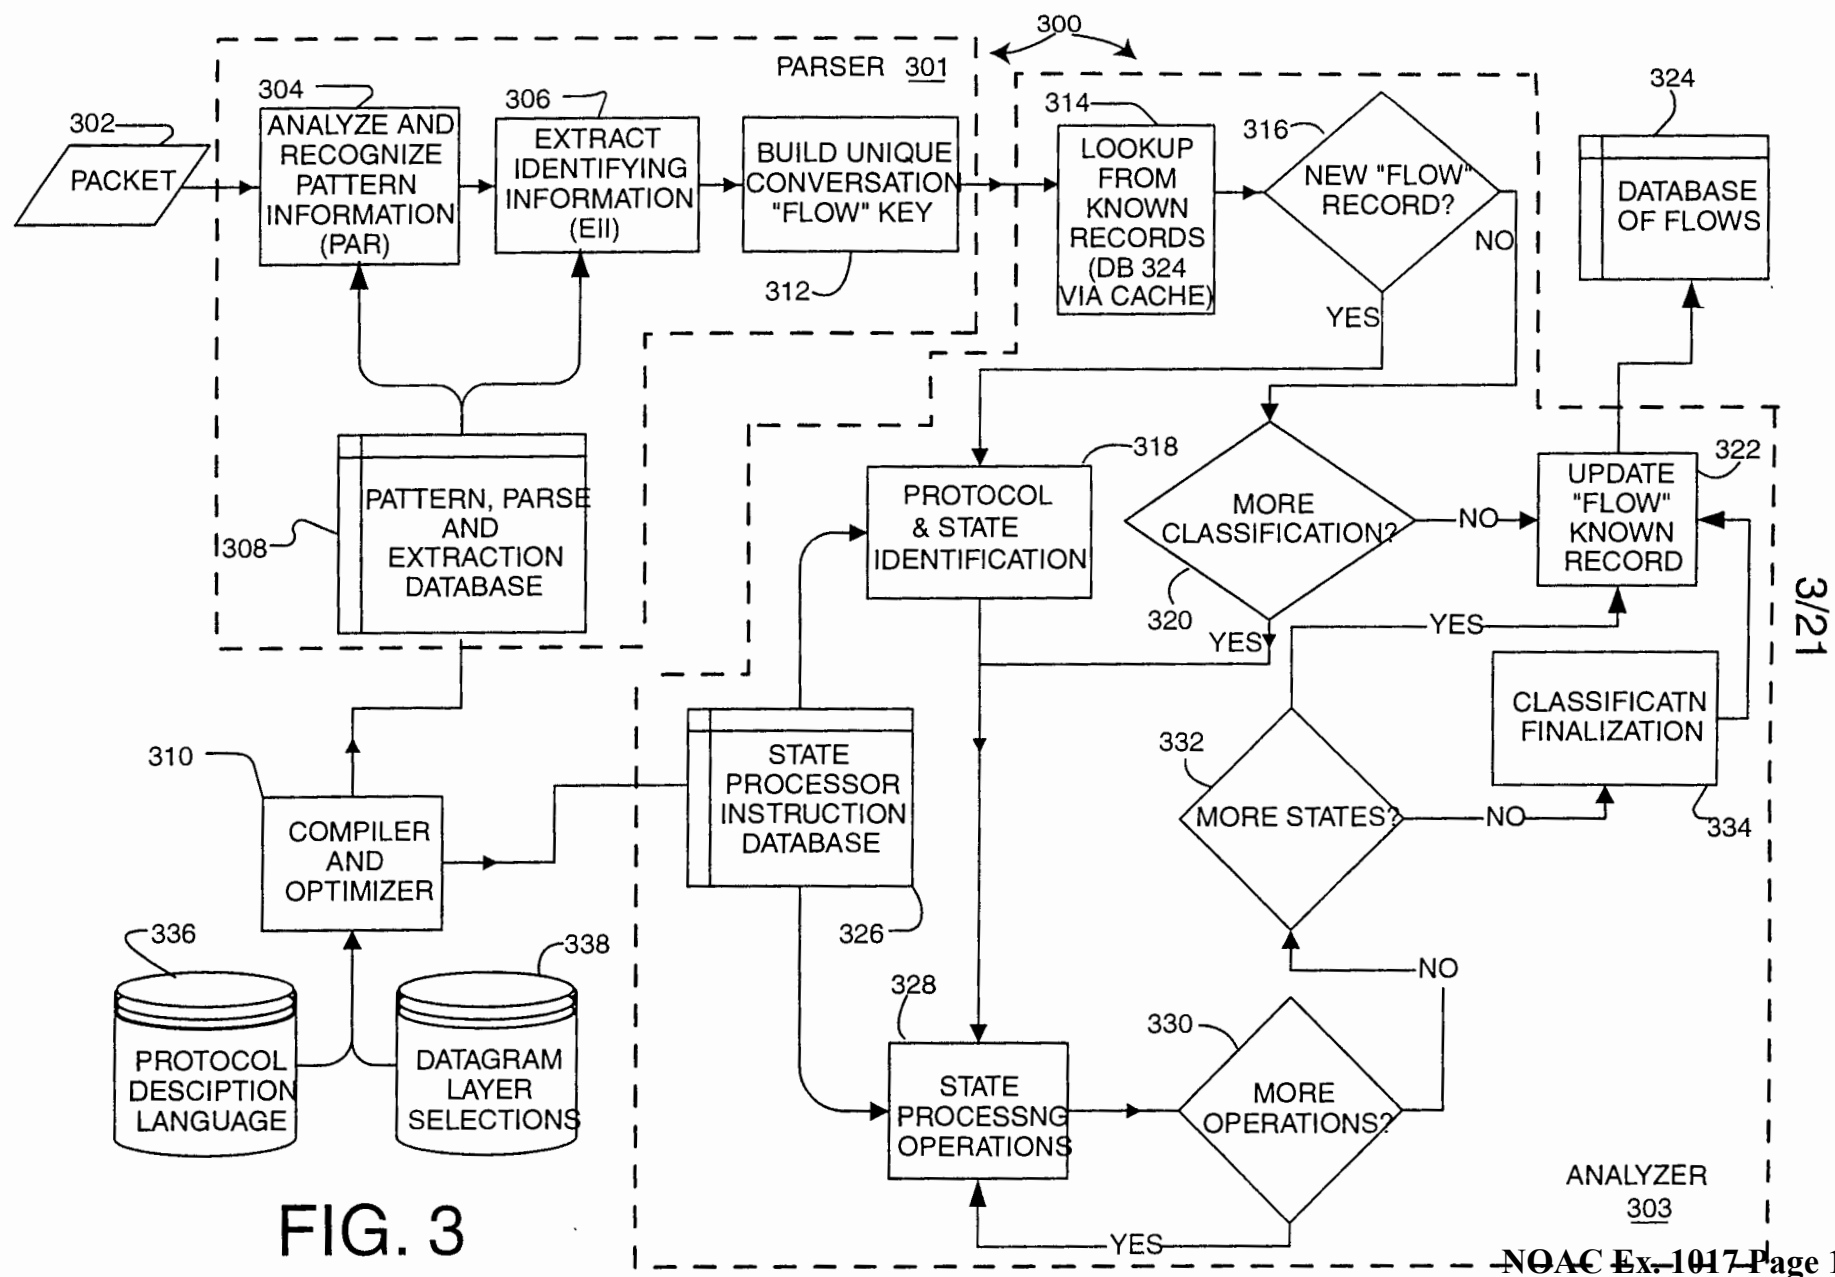 300
PARSER 301
324
302
304
306
314
316
PACKET
ANALYZE AND
RECOGNIZE
PATTERN
INFORMATION
(PAR)
EXTRACT
IDENTIFYING
INFORMATION
(EII)
BUILD UNIQUE
CONVERSATION
"FLOW" KEY
312
LOOKUP
FROM
KNOWN
RECORDS
(DB 324
VIA CACHE)
NEW "FLOW"
RECORD?
NO
YES
DATABASE
OF FLOWS
308
PATTERN, PARSE
AND
EXTRACTION
DATABASE
318
PROTOCOL
& STATE
IDENTIFICATION
MORE
CLASSIFICATION?
320
YES
NO
322
UPDATE
"FLOW"
KNOWN
RECORD
YES
3/21
310
COMPILER
AND
OPTIMIZER
STATE
PROCESSOR
INSTRUCTION
DATABASE
326
332
MORE STATES?
NO
CLASSIFICATN
FINALIZATION
334
336
338
PROTOCOL
DESCIPTION
LANGUAGE
DATAGRAM
LAYER
SELECTIONS
328
STATE
PROCESSNG
OPERATIONS
330
MORE
OPERATIONS?
NO
YES
ANALYZER
303
FIG. 3
NOAC Ex. 1017 Page 1